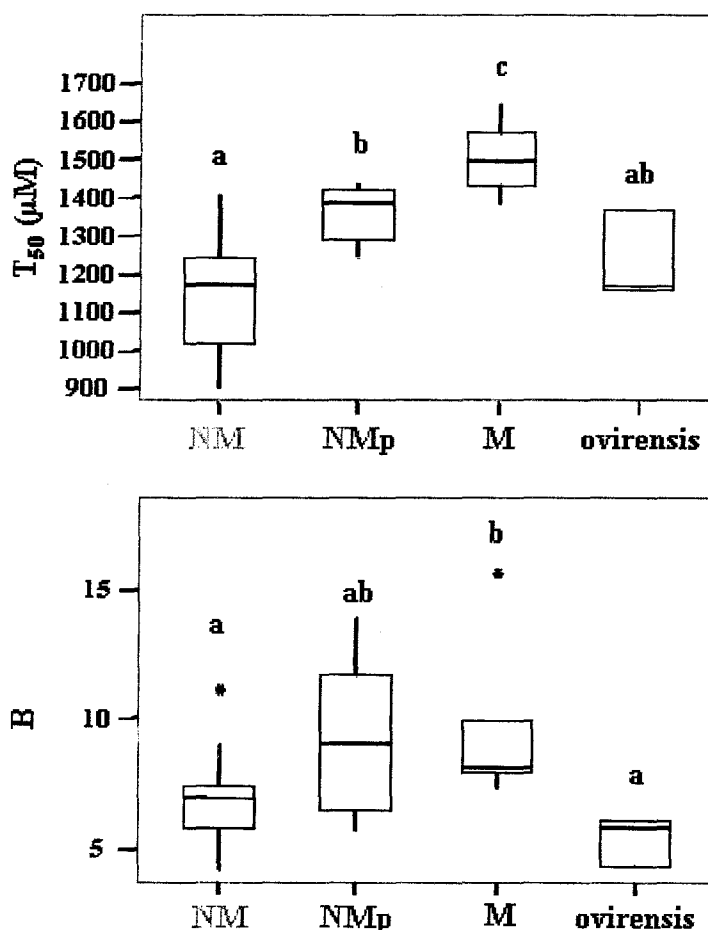 c
1700
1600
b
a
1500
ab
1400
1300
1200
1100
1000
900
T50 (µM)
NM NMp M ovirensis
b
15
ab
a
a
10
5
B
NM NMp M ovirensis